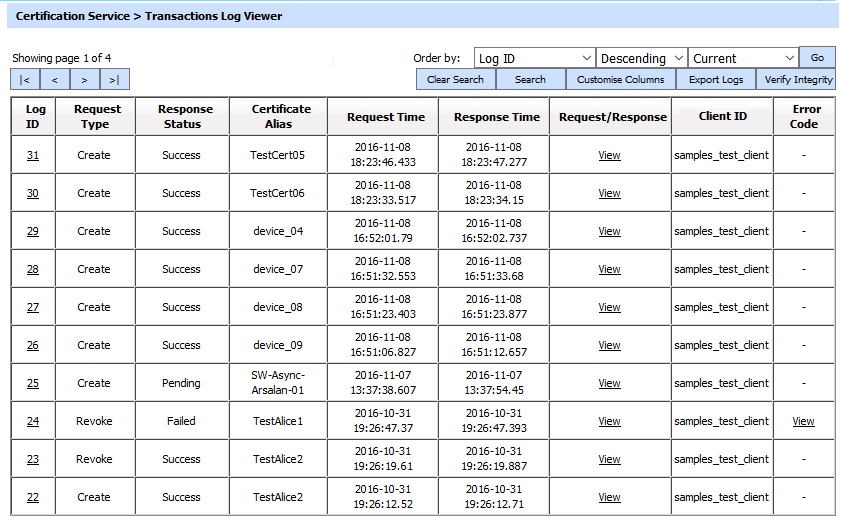 Certification Service > Transactions Log Viewer
Showing page 1 of 4
Order by: Log ID Descending Current Go
|< < > >| Clear Search Search Customise Columns Export Logs Verify Integrity
Log Request Response Certificate Request Time Response Time Request/Response Client ID Error
ID Type Status Alias Code
31 Create Success TestCert05 2016-11-08 2016-11-08 View samples_test_client -
18:23:46.433 18:23:47.277
30 Create Success TestCert06 2016-11-08 2016-11-08 View samples_test_client -
18:23:33.517 18:23:34.15
29 Create Success device_04 2016-11-08 2016-11-08 View samples_test_client -
16:52:01.79 16:52:02.737
28 Create Success device_07 2016-11-08 2016-11-08 View samples_test_client -
16:51:32.553 16:51:33.68
27 Create Success device_08 2016-11-08 2016-11-08 View samples_test_client -
16:51:23.403 16:51:23.877
26 Create Success device_09 2016-11-08 2016-11-08 View samples_test_client -
16:51:06.827 16:51:12.657
25 Create Pending SW-Async- 2016-11-07 2016-11-07 View samples_test_client -
Arsalan-01 13:37:38.607 13:37:54.45
24 Revoke Failed TestAlice1 2016-10-31 2016-10-31 View samples_test_client View
19:26:47.37 19:26:47.393
23 Revoke Success TestAlice2 2016-10-31 2016-10-31 View samples_test_client -
19:26:19.61 19:26:19.887
22 Create Success TestAlice2 2016-10-31 2016-10-31 View samples_test_client -
19:26:12.52 19:26:12.71